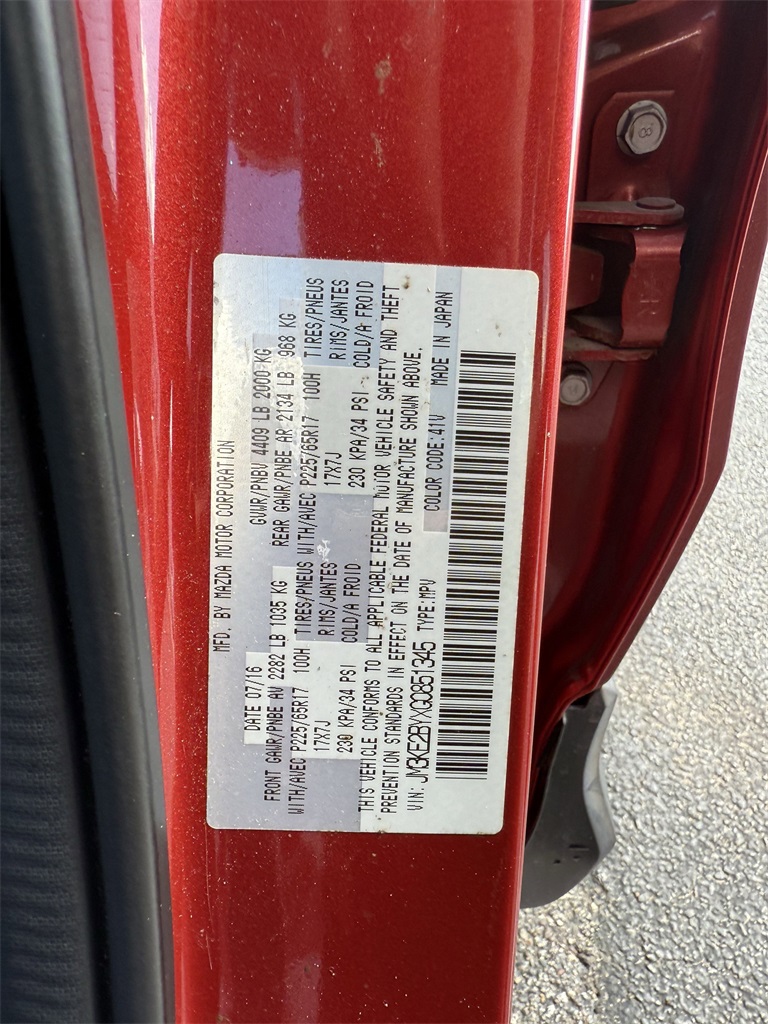 MFD. BY MAZDA MOTOR CORPORATION
DATE 07/16 GVWR/PNBV 4409 LB 2000 KG
FRONT GAWR/PNBE AV 2282 LB 1035 KG REAR GAWR/PNBE AR 2134 LB 968 KG
WITH/AVEC P225/65R17 100H TIRES/PNEUS WITH/AVEC P225/65R17 100H TIRES/PNEUS
17X7J RIMS/JANTES 17X7J RIMS/JANTES
230 KPA/34 PSI COLD/A FROID 230 KPA/34 PSI COLD/A FROID
THIS VEHICLE CONFORMS TO ALL APPLICABLE FEDERAL MOTOR VEHICLE SAFETY AND THEFT
PREVENTION STANDARDS IN EFFECT ON THE DATE OF MANUFACTURE SHOWN ABOVE.
VIN: JM3KE2BYXG0851345 TYPE:MPV COLOR CODE:41V MADE IN JAPAN
8